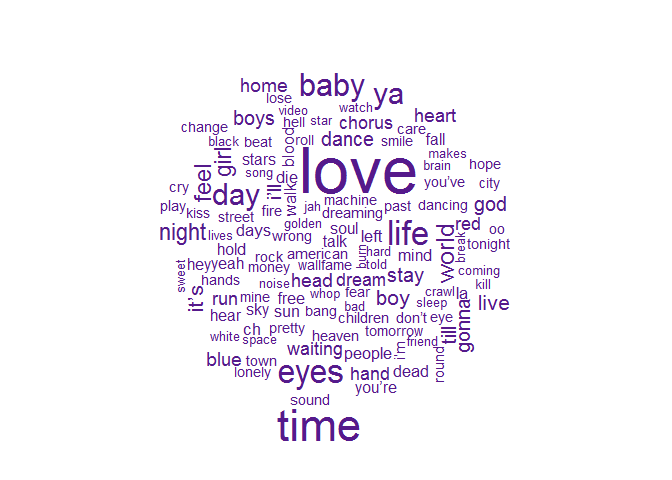 home baby ya
lose
video watch
boys hell star chorus heart
change care
black beat blood roll dance smile fall
girl stars love makes
song brain hope
feel die you've city
cry i'll walk machine
day jah past dancing god
play kiss street fire dreaming
golden
night lives days wrong soul left life red oo
talk world break tonight
hold rock american burn hard mind
sweet hey yeah money wallfame told coming
it's hands noise head dream stay kill
run mine free whop fear boy crawl la live
bad sleep
hear sky sun bang children don't eye gonna
ch pretty tomorrow till
white space heaven i'm friend
blue town waiting people round
lonely eyes hand dead
you're
sound
time